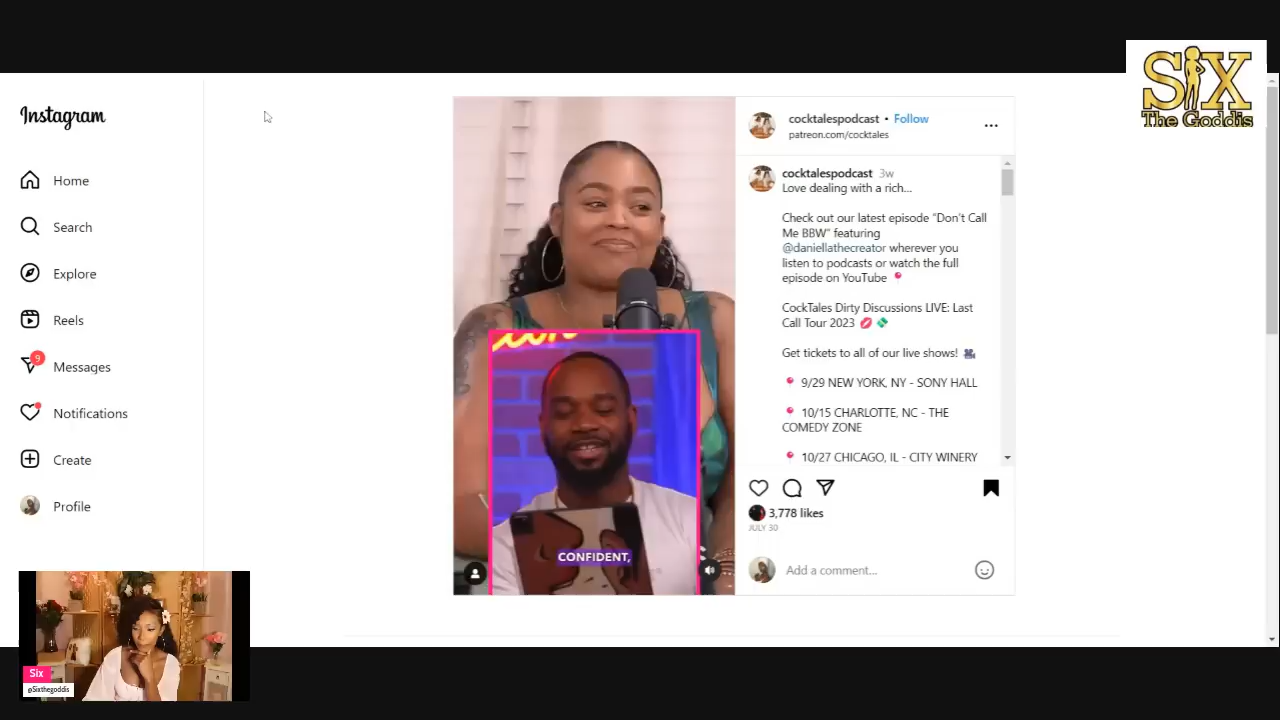 SIX
The Goddis
Instagram
Home
Search
Explore
Reels
9
Messages
Notifications
Create
Profile
Six
@Sixthegoddis
CONFIDENT,
cocktalespodcast • Follow
patreon.com/cocktales
cocktalespodcast 3w
Love dealing with a rich...
Check out our latest episode "Don't Call
Me BBW" featuring
@daniellathecreator wherever you
listen to podcasts or watch the full
episode on YouTube 📍
CockTales Dirty Discussions LIVE: Last
Call Tour 2023 💋 💸
Get tickets to all of our live shows! 🎥
📍 9/29 NEW YORK, NY - SONY HALL
📍 10/15 CHARLOTTE, NC - THE
COMEDY ZONE
📍 10/27 CHICAGO, IL - CITY WINERY
3,778 likes
JULY 30
Add a comment...